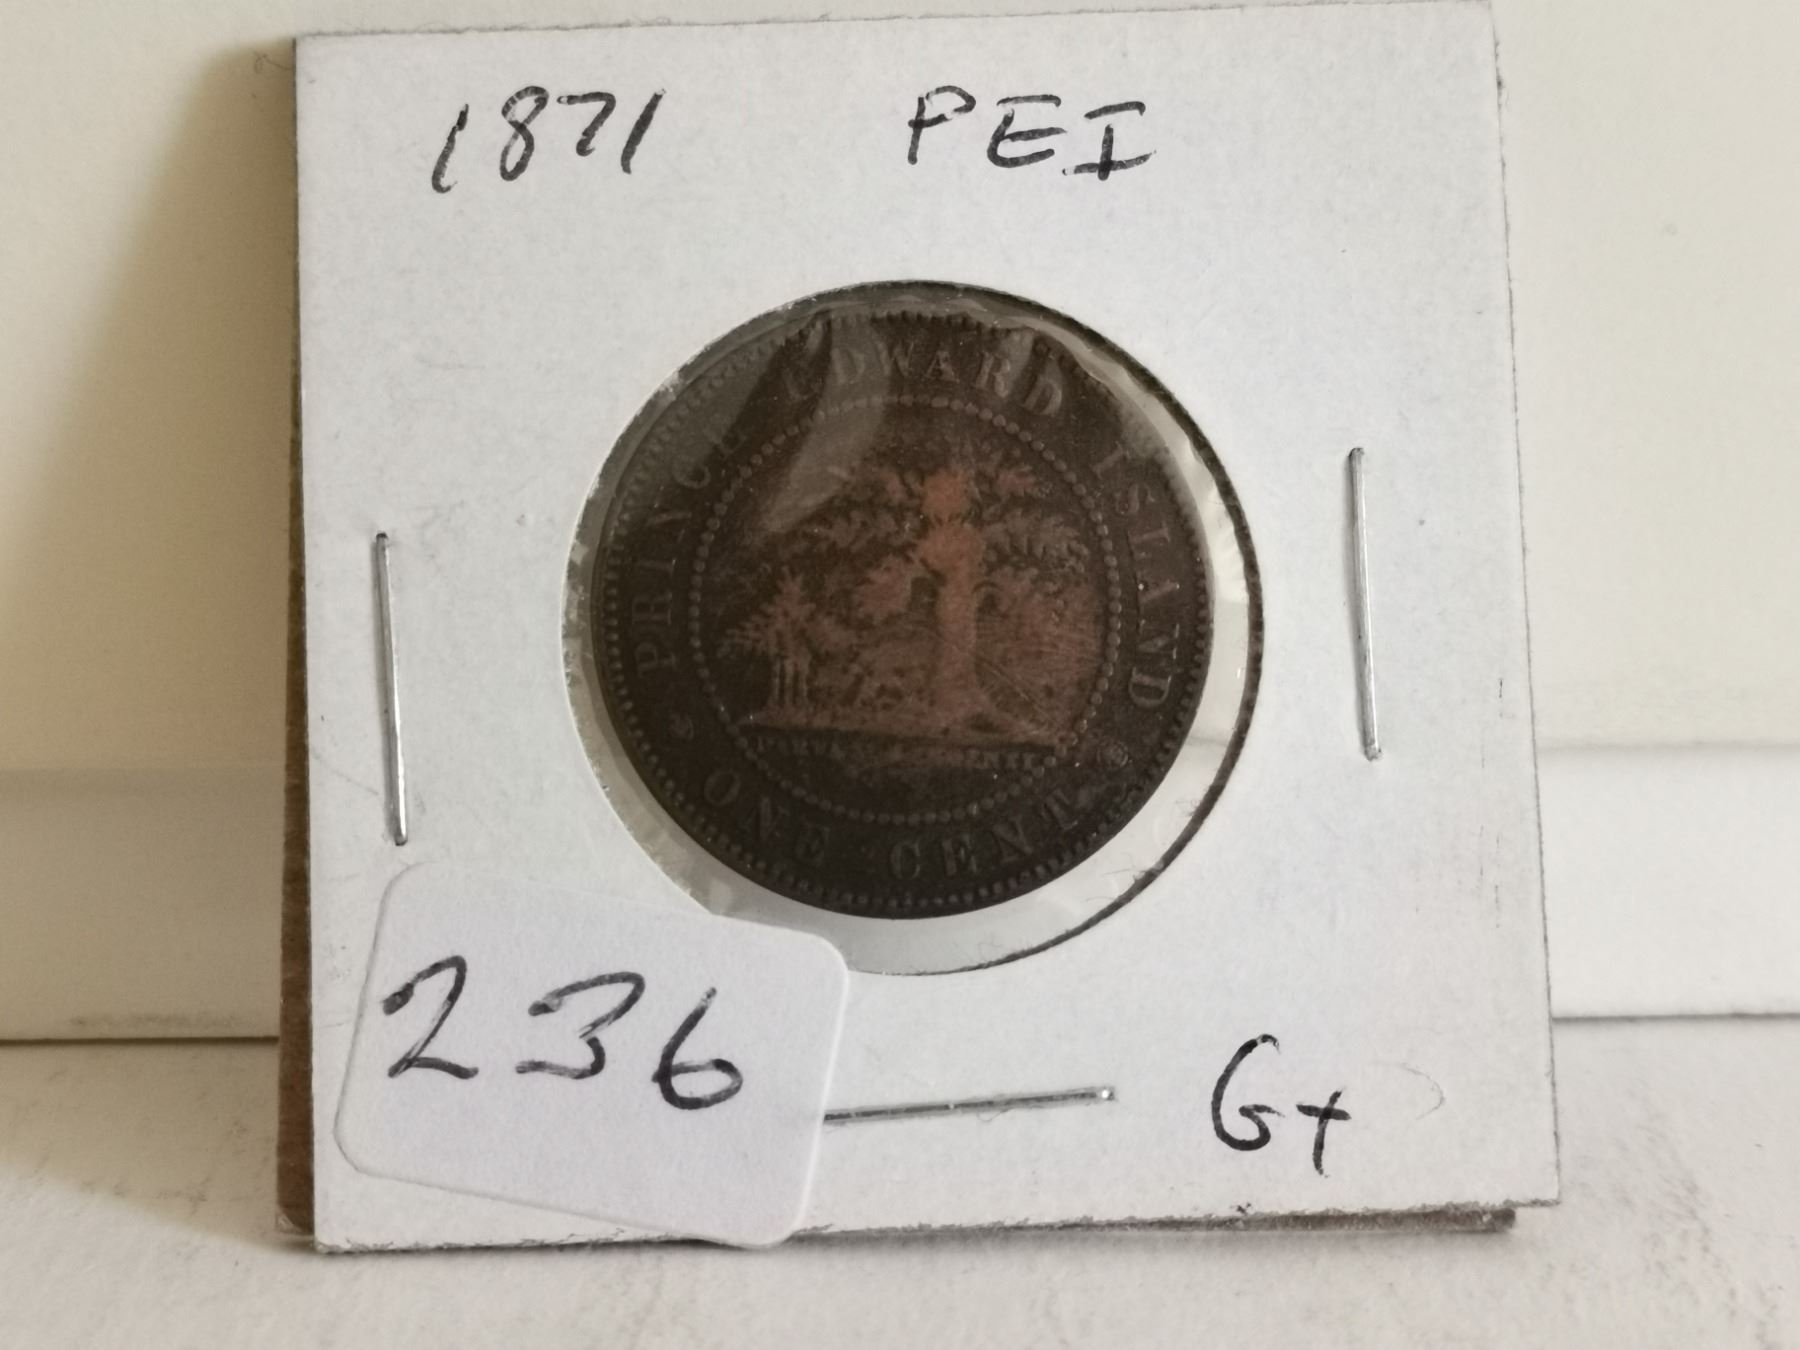 1871 PEI
PRINCE EDWARD ISLAND
ONE CENT
236
G+